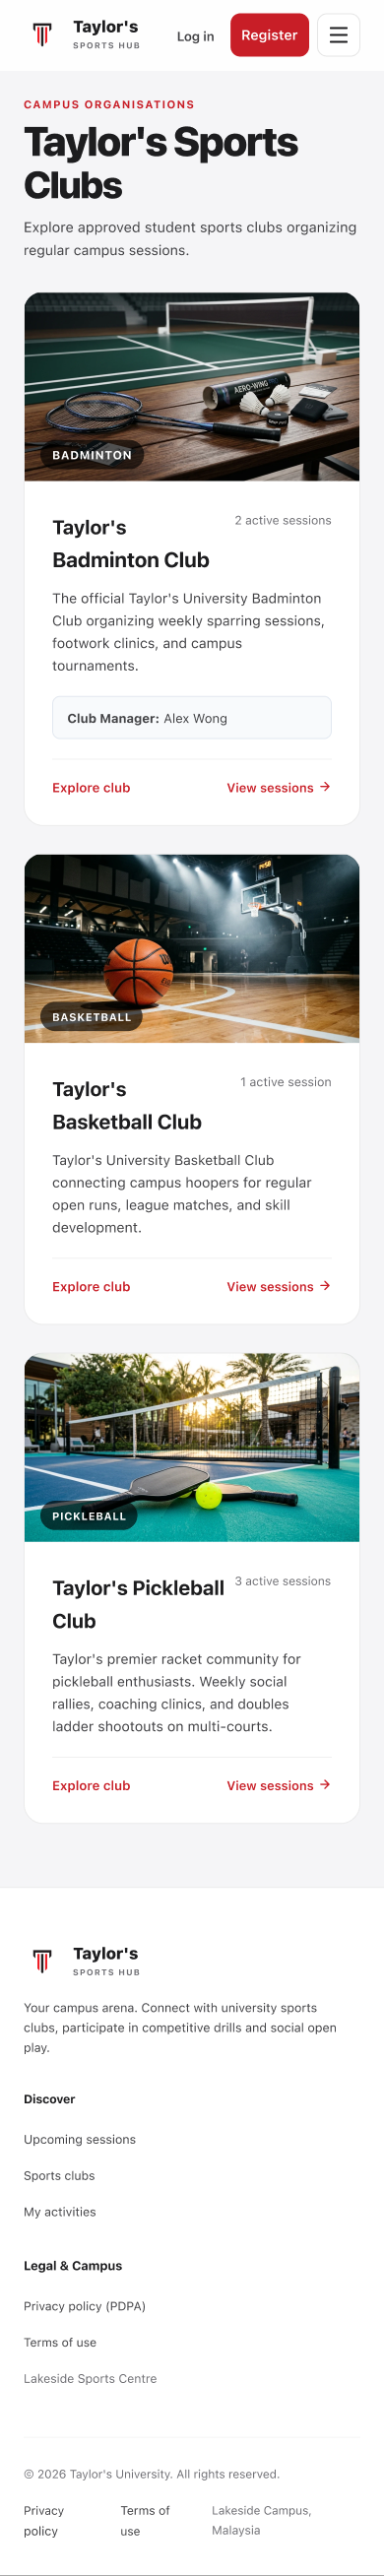 Taylor's
SPORTS HUB
Log in
Register
CAMPUS ORGANISATIONS
Taylor's Sports
Clubs
Explore approved student sports clubs organizing
regular campus sessions.
AERO-WING
BADMINTON
Taylor's
Badminton Club
2 active sessions
The official Taylor's University Badminton
Club organizing weekly sparring sessions,
footwork clinics, and campus
tournaments.
Club Manager: Alex Wong
Explore club
View sessions →
BASKETBALL
Taylor's
Basketball Club
1 active session
Taylor's University Basketball Club
connecting campus hoopers for regular
open runs, league matches, and skill
development.
Explore club
View sessions →
PICKLEBALL
Taylor's Pickleball
Club
3 active sessions
Taylor's premier racket community for
pickleball enthusiasts. Weekly social
rallies, coaching clinics, and doubles
ladder shootouts on multi-courts.
Explore club
View sessions →
Taylor's
SPORTS HUB
Your campus arena. Connect with university sports
clubs, participate in competitive drills and social open
play.
Discover
Upcoming sessions
Sports clubs
My activities
Legal & Campus
Privacy policy (PDPA)
Terms of use
Lakeside Sports Centre
© 2026 Taylor's University. All rights reserved.
Privacy
policy
Terms of
use
Lakeside Campus,
Malaysia